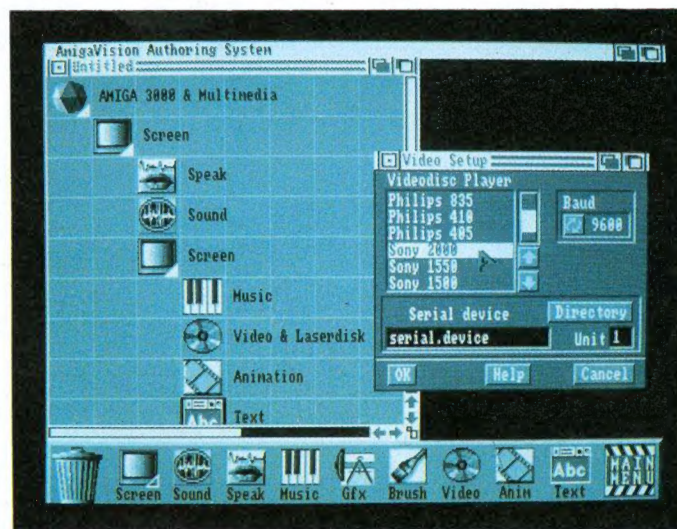 AmigaVision Authoring System
Untitled
AMIGA 3000 & Multimedia
Screen
Speak
Sound
Screen
Music
Video & Laserdisk
Animation
Abc
Text
Video Setup
Videodisc Player
Philips 835
Philips 410
Philips 405
Sony 2000
Sony 1550
Sony 1500
Baud
9600
Serial device
Directory
serial.device
Unit 1
OK
Help
Cancel
Screen
Sound
Speak
Music
Gfx
Brush
Video
Anim
Abc
Text
MAIN
MENU